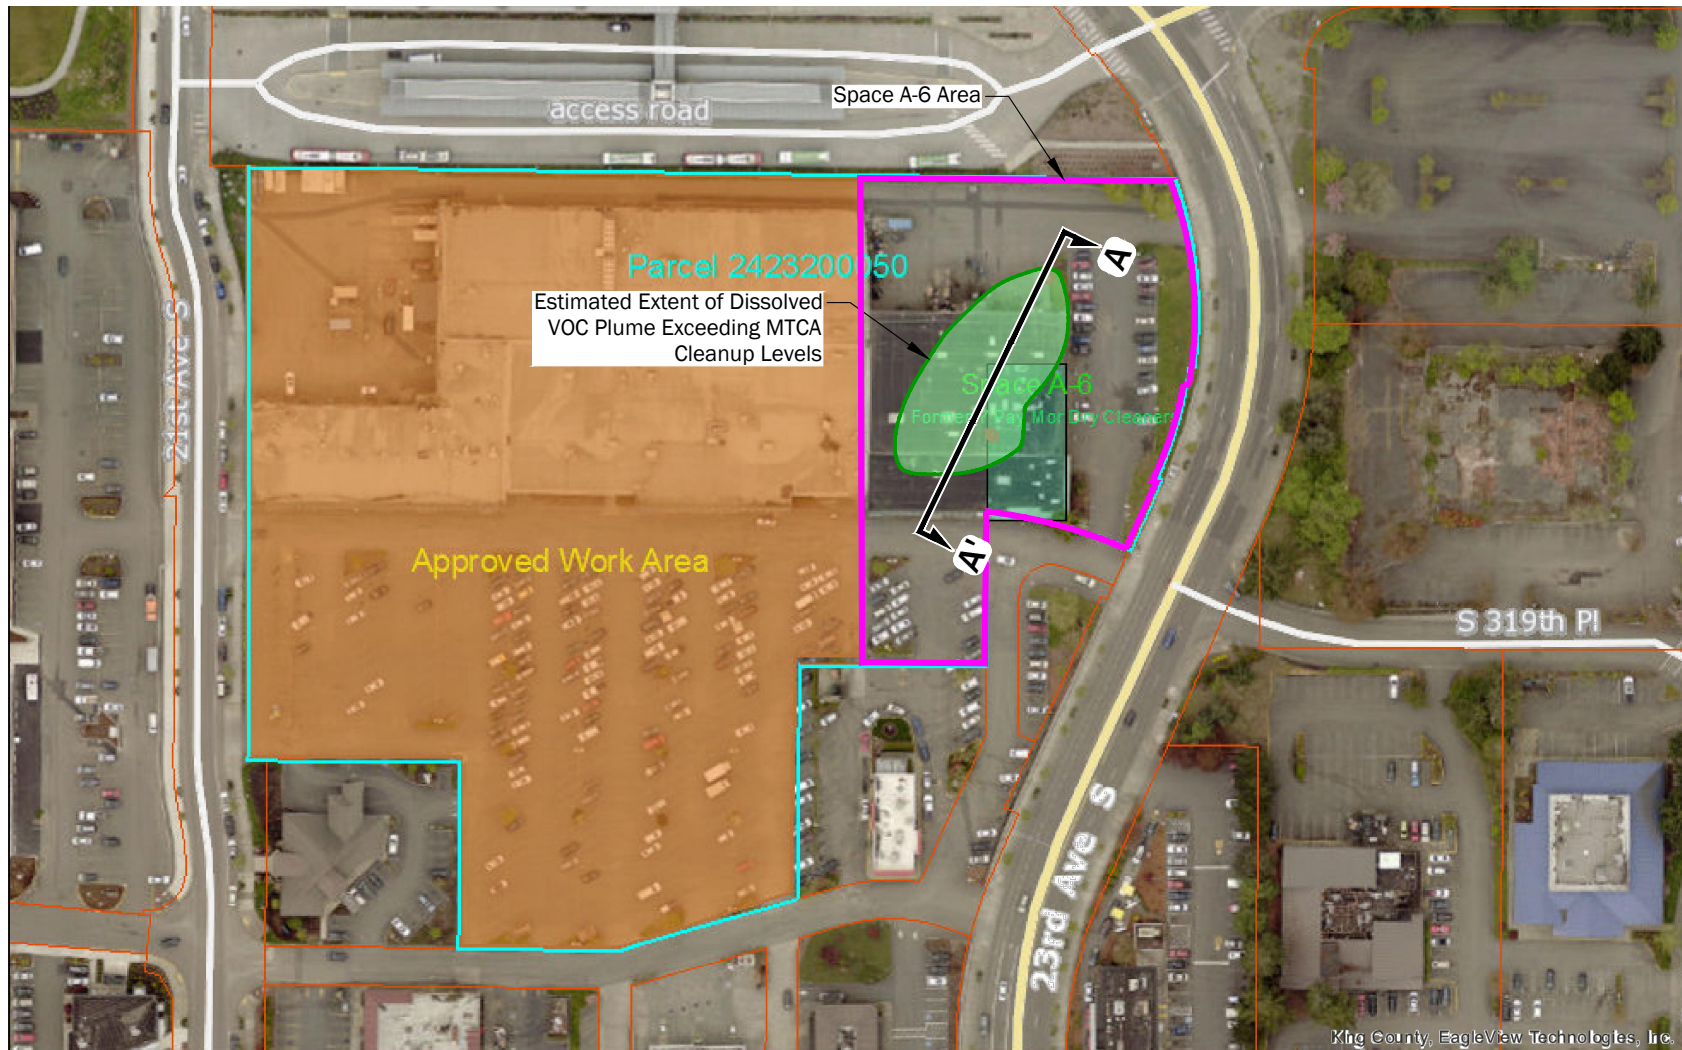 access road
Space A-6 Area
Parcel 2423200050
A
Estimated Extent of Dissolved
VOC Plume Exceeding MTCA
Cleanup Levels
21st Ave S
Space A-6
Former Pay Mor Dry Cleaners
Approved Work Area
A'
S 319th Pl
23rd Ave S
King County, EagleView Technologies, Inc.